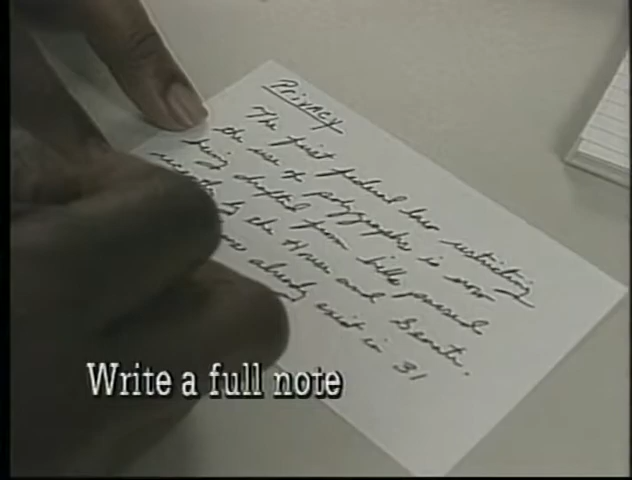 Privacy
The first federal law restricting
the use of polygraphs is now
being drafted from bills passed
recently by the House and Senate.
already exist in 31
Write a full note